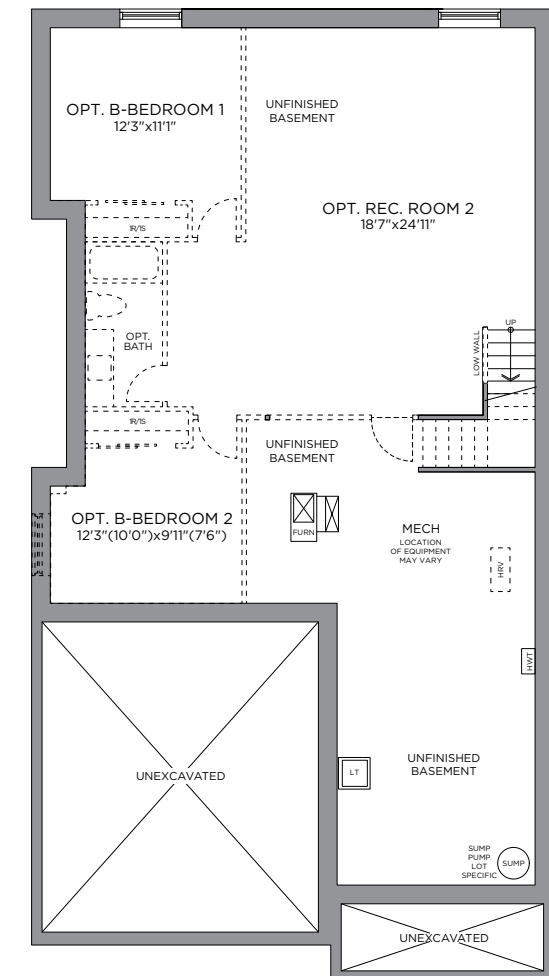 OPT. B-BEDROOM 1
12'3"x11'1"
UNFINISHED
BASEMENT
OPT. REC. ROOM 2
18'7"x24'11"
1R/1S
OPT.
BATH
UP
LOW WALL
1R/1S
UNFINISHED
BASEMENT
OPT. B-BEDROOM 2
12'3"(10'0")x9'11"(7'6")
FURN
MECH
LOCATION
OF EQUIPMENT
MAY VARY
HRV
HWT
UNEXCAVATED
LT
UNFINISHED
BASEMENT
SUMP
PUMP
LOT
SPECIFIC
SUMP
UNEXCAVATED